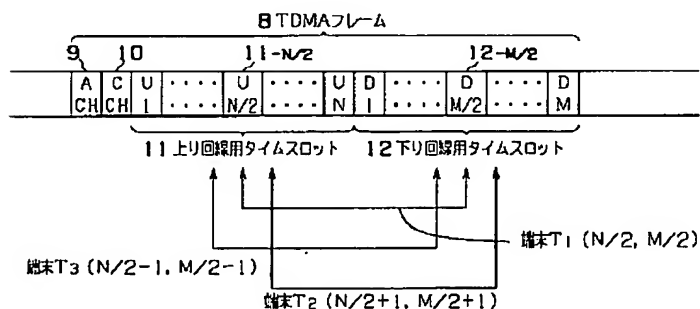 8 TDMAフレーム
9 10 11-N/2 12-M/2
A C U ‥‥ U ‥‥ U D ‥‥ D ‥‥ D
CH CH 1 ‥‥ N/2 ‥‥ N 1 ‥‥ M/2 ‥‥ M
11 上り回線用タイムスロット 12 下り回線用タイムスロット
端末T1 (N/2, M/2)
端末T3 (N/2-1, M/2-1)
端末T2 (N/2+1, M/2+1)